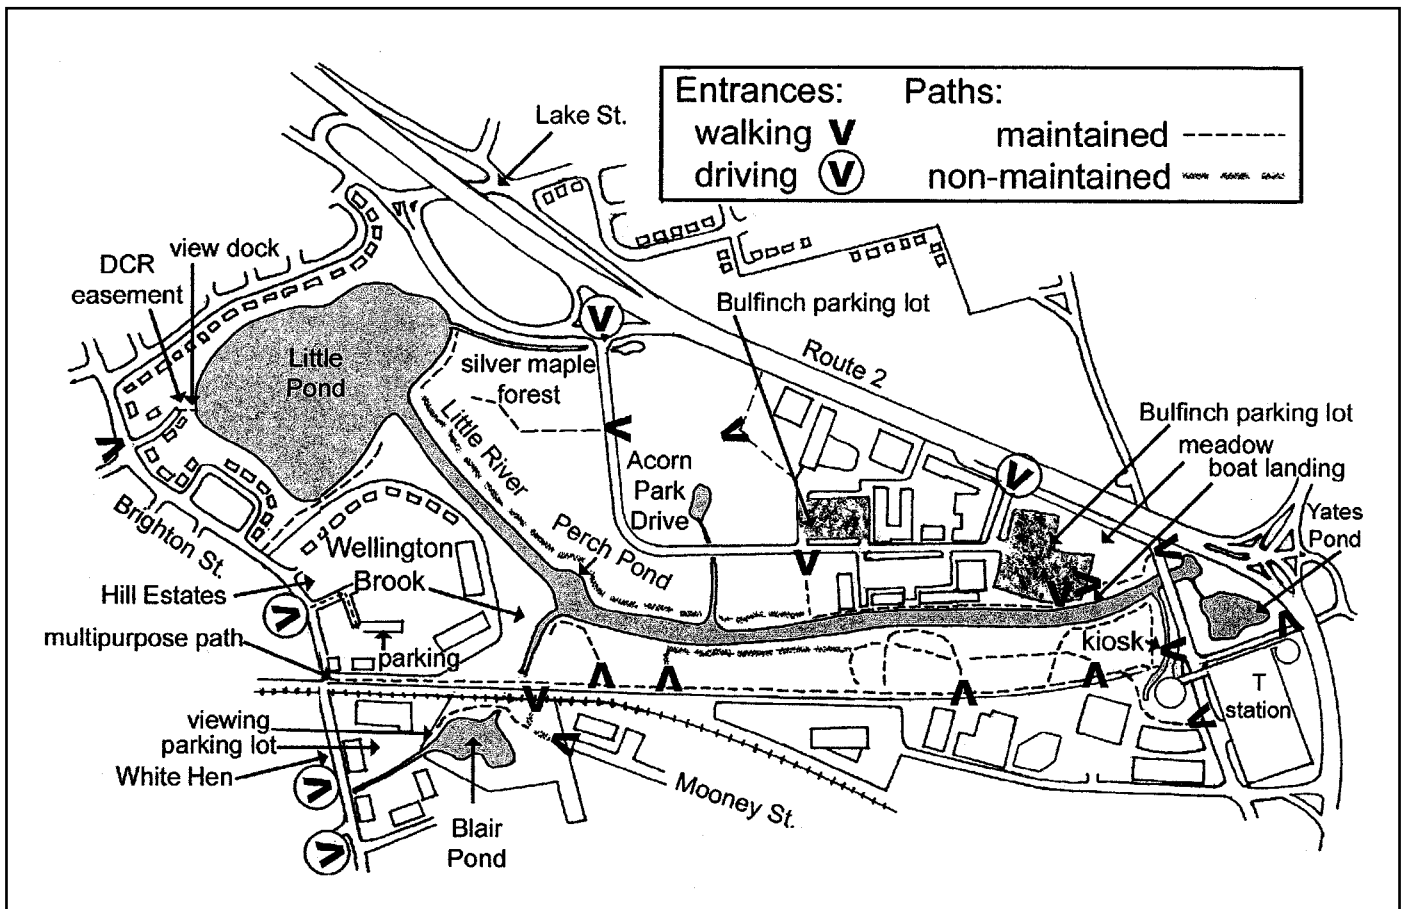 Entrances: Paths:
walking V maintained
driving V non-maintained
Lake St.
view dock
DCR
easement
Bulfinch parking lot
Little
Pond
silver maple
forest
Route 2
Bulfinch parking lot
meadow
boat landing
Yates
Pond
Little River
Acorn
Park
Drive
Perch Pond
Brighton St.
Wellington
Brook
Hill Estates
multipurpose path
parking
kiosk
T
station
viewing
parking lot
White Hen
Mooney St.
Blair
Pond